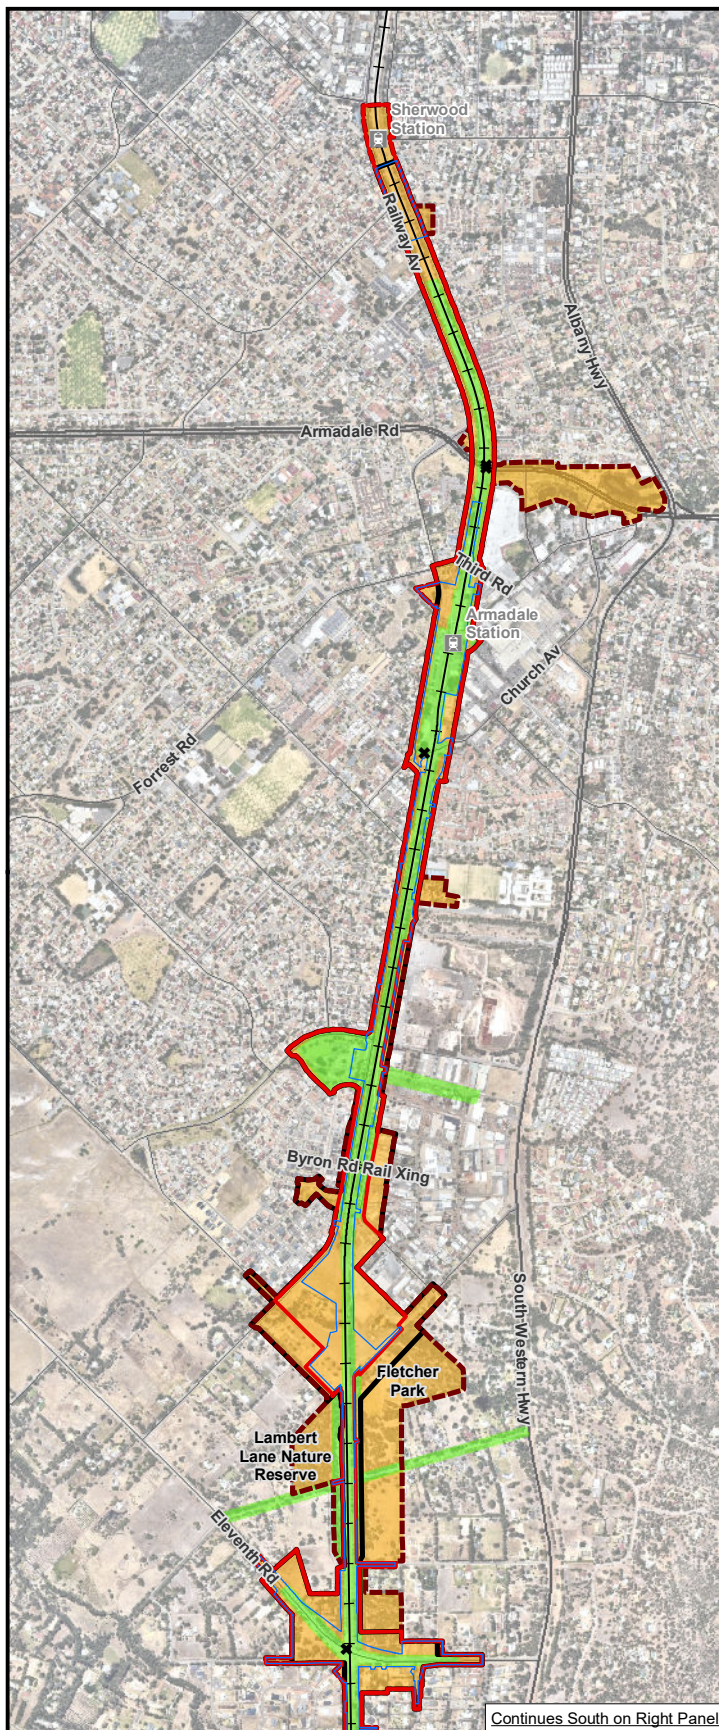 Sherwood
Station
Railway Av
Albany Hwy
Armadale Rd
Third Rd
Armadale
Station
Church Av
Forrest Rd
Byron Rd Rail Xing
South Western Hwy
Fletcher
Park
Lambert
Lane Nature
Reserve
Eleventh Rd
Continues South on Right Panel